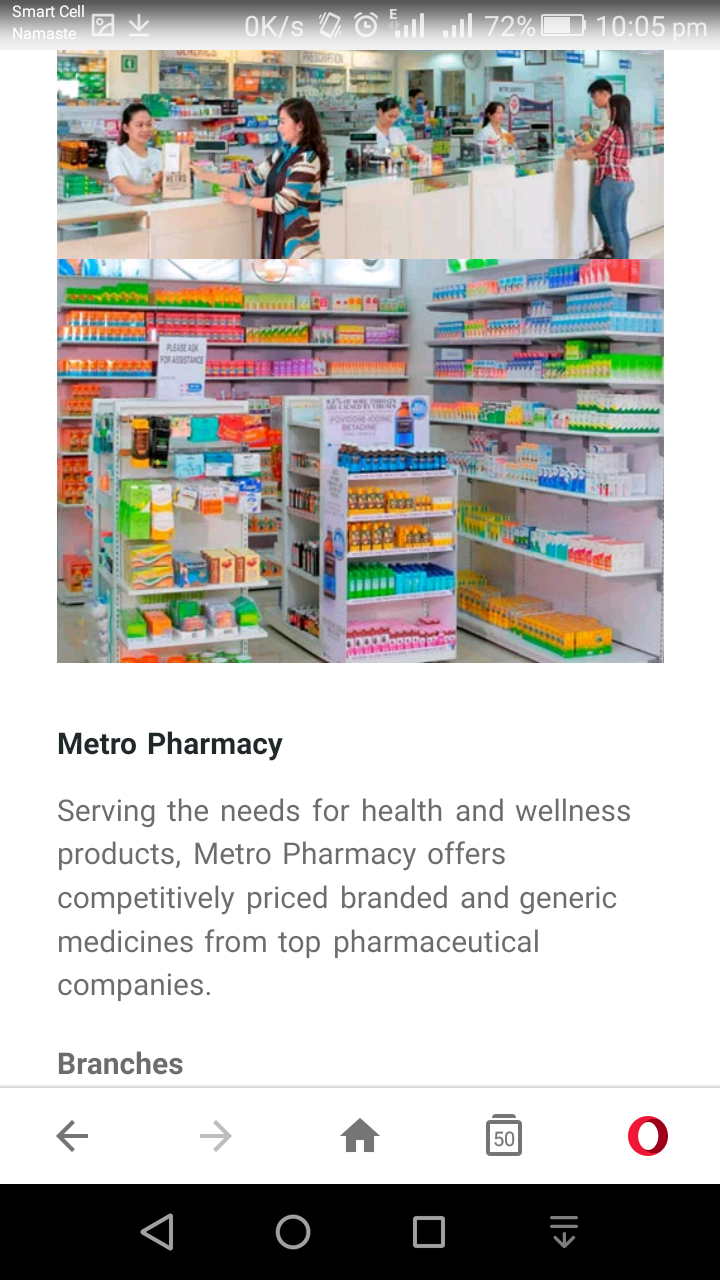 Smart Cell
Namaste
0K/s
E
72%
10:05 pm
GENERICS
PRESCRIPTION
METRO
PLEASE ASK
FOR ASSISTANCE
POVIDONE-IODINE
BETADINE
Metro Pharmacy
Serving the needs for health and wellness
products, Metro Pharmacy offers
competitively priced branded and generic
medicines from top pharmaceutical
companies.
Branches
50